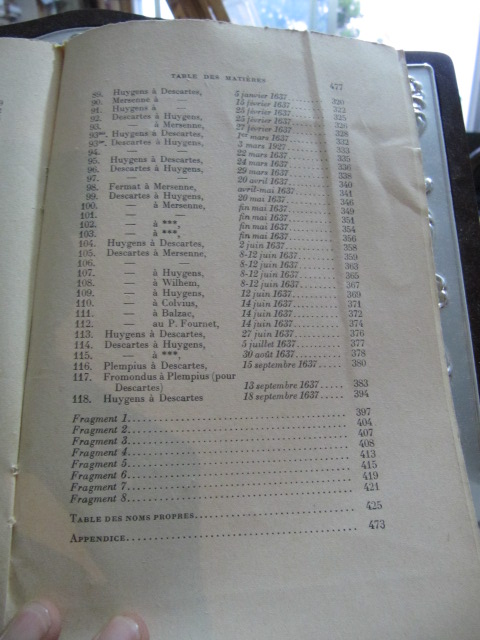 TABLE DES MATIÈRES 477
89. Huygens à Descartes, 5 janvier 1637..... 320
90. Mersenne à — 15 février 1637..... 322
91. Huygens à — 25 février 1637..... 325
92. Descartes à Huygens, 25 février 1637..... 326
93. — à Mersenne, 27 février 1637..... 328
93bis. Huygens à Descartes, 1er mars 1637..... 332
93ter. Descartes à Huygens, 3 mars 1927..... 333
94. — — 22 mars 1637..... 335
95. Huygens à Descartes, 24 mars 1637..... 336
96. Descartes à Huygens, 29 mars 1637..... 338
97. — — 20 avril 1637..... 340
98. Fermat à Mersenne, avril-mai 1637..... 341
99. Descartes à Huygens, 20 mai 1637..... 346
100. — à Mersenne, fin mai 1637..... 349
101. — — fin mai 1637..... 351
102. — à ***, fin mai 1637..... 354
103. — à ***, fin mai 1637..... 356
104. Huygens à Descartes, 2 juin 1637..... 358
105. Descartes à Mersenne, 8-12 juin 1637..... 359
106. — — 8-12 juin 1637..... 363
107. — à Huygens, 8-12 juin 1637..... 365
108. — à Wilhem, 8-12 juin 1637..... 367
109. — à Huygens, 12 juin 1637..... 369
110. — à Colvius, 14 juin 1637..... 371
111. — à Balzac, 14 juin 1637..... 372
112. — au P. Fournet, 14 juin 1637..... 374
113. Huygens à Descartes, 27 juin 1637..... 376
114. Descartes à Huygens, 5 juillet 1637..... 377
115. — à ***, 30 août 1637..... 378
116. Plempius à Descartes, 15 septembre 1637..... 380
117. Fromondus à Plempius (pour
Descartes) 13 septembre 1637..... 383
118. Huygens à Descartes 18 septembre 1637..... 394
Fragment 1..... 397
Fragment 2..... 404
Fragment 3..... 407
Fragment 4..... 408
Fragment 5..... 413
Fragment 6..... 415
Fragment 7..... 419
Fragment 8..... 421
TABLE DES NOMS PROPRES..... 425
APPENDICE..... 473